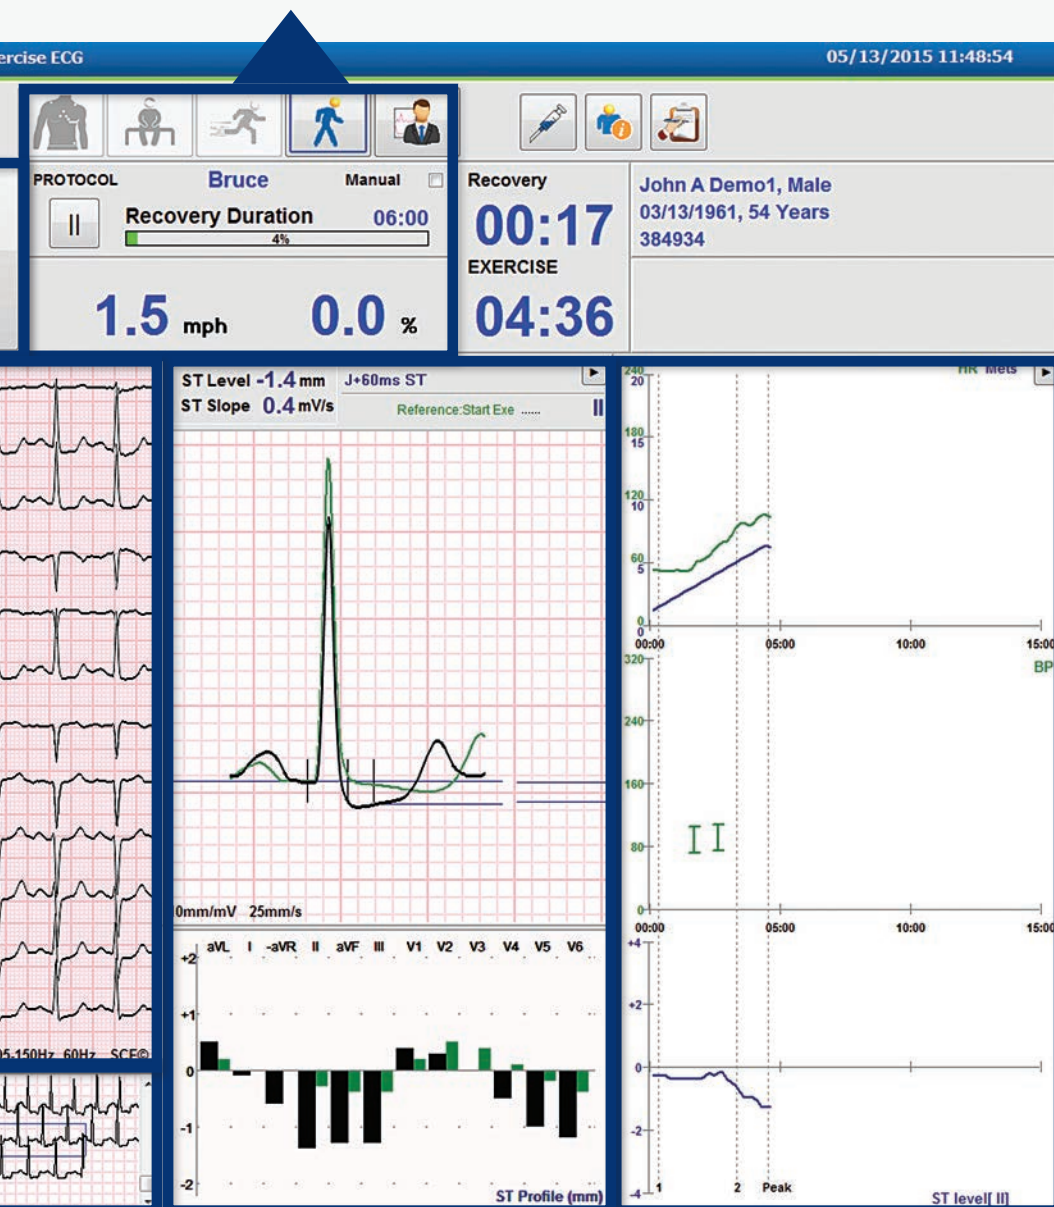 ercise ECG
05/13/2015 11:48:54
PROTOCOL Bruce Manual
Recovery Duration 06:00
4%
1.5 mph 0.0 %
Recovery
00:17
EXERCISE
04:36
John A Demo1, Male
03/13/1961, 54 Years
384934
05-150Hz 60Hz SCF©
ST Level -1.4 mm J+60ms ST
ST Slope 0.4 mV/s Reference:Start Exe ...... II
0mm/mV 25mm/s
aVL I -aVR II aVF III V1 V2 V3 V4 V5 V6
+2
+1
0
-1
-2
ST Profile (mm)
HR Mets
240
20
180
15
120
10
60
5
0
0
00:00 05:00 10:00 15:00
320
BP
240
160
80
0
00:00 05:00 10:00 15:00
+4
+2
0
-2
-4
1 2 Peak
ST level[ II]